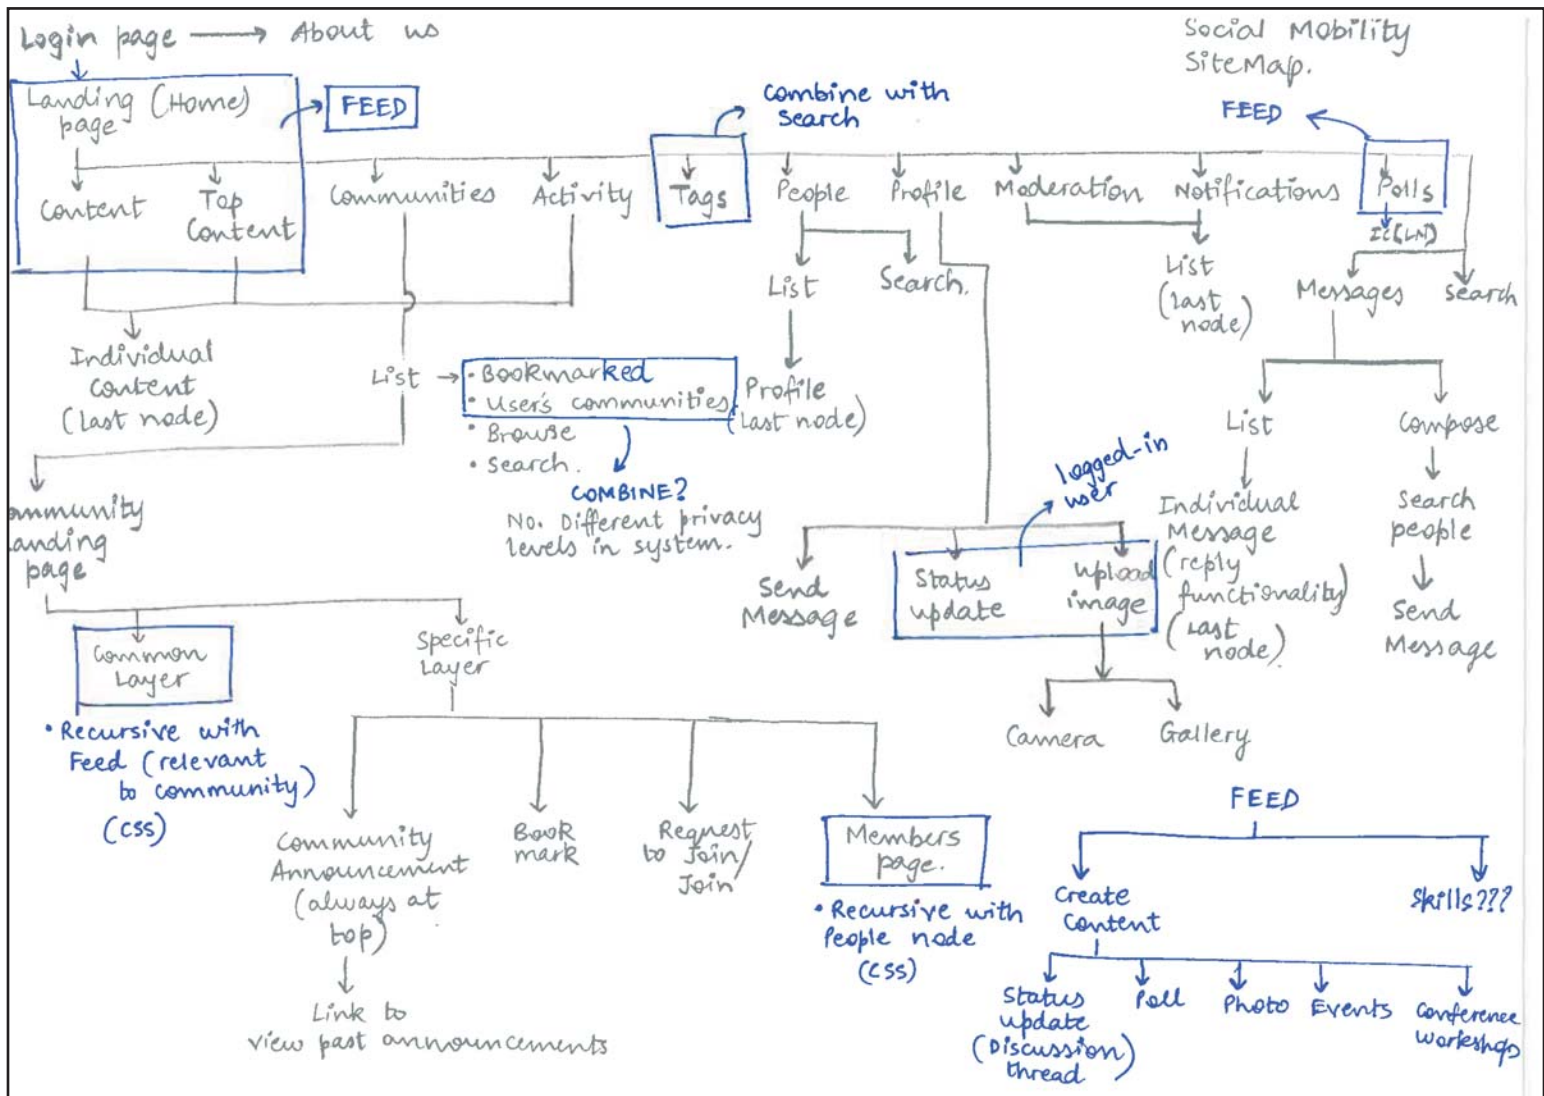 Login page → About us
Social Mobility
SiteMap.
Landing (Home)
page
FEED
Combine with
Search
FEED
Content
Top
Content
Communities
Activity
Tags
People
Profile
Moderation
Notifications
Polls
IC(LN)
List
Search.
List
(last
node)
Messages
Search
Individual
Content
(last node)
List →
• Bookmarked
• User's communities
• Browse
• Search.
COMBINE?
No. Different privacy
levels in system.
Profile
(last node)
List
Compose
logged-in
user
Individual
Message
(reply
functionality)
(Last
node)
Search
people
Send
Message
ommunity
anding
page
Send
Message
Status
update
upload
image
Camera
Gallery
Common
Layer
Specific
Layer
• Recursive with
Feed (relevant
to community)
(CSS)
Community
Announcement
(always at
top)
Link to
view past announcements
Book
mark
Request
to Join/
Join
Members
page.
• Recursive with
People node
(CSS)
FEED
Create
Content
Skills???
Status
update
(Discussion)
thread
Poll
Photo
Events
Conference
workshops